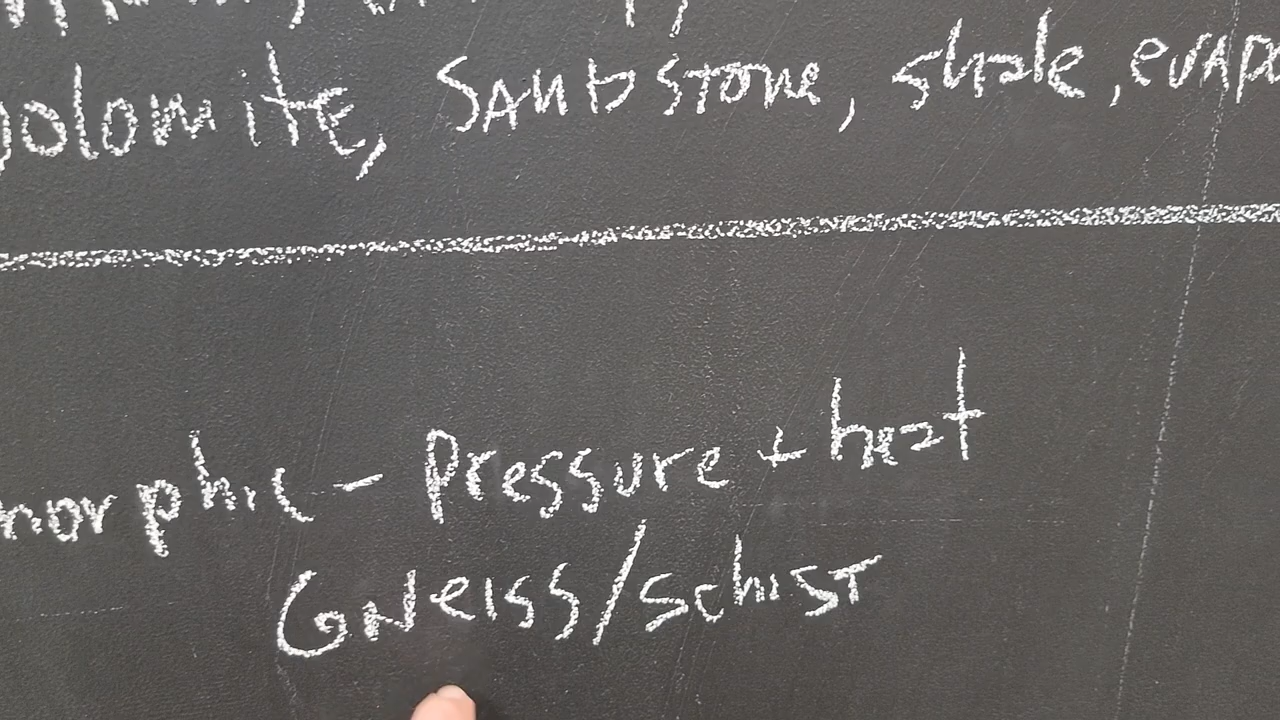 Dolomite, SANDSTONE, shale, evapo
morphic - Pressure + heat
GNeiss/schist